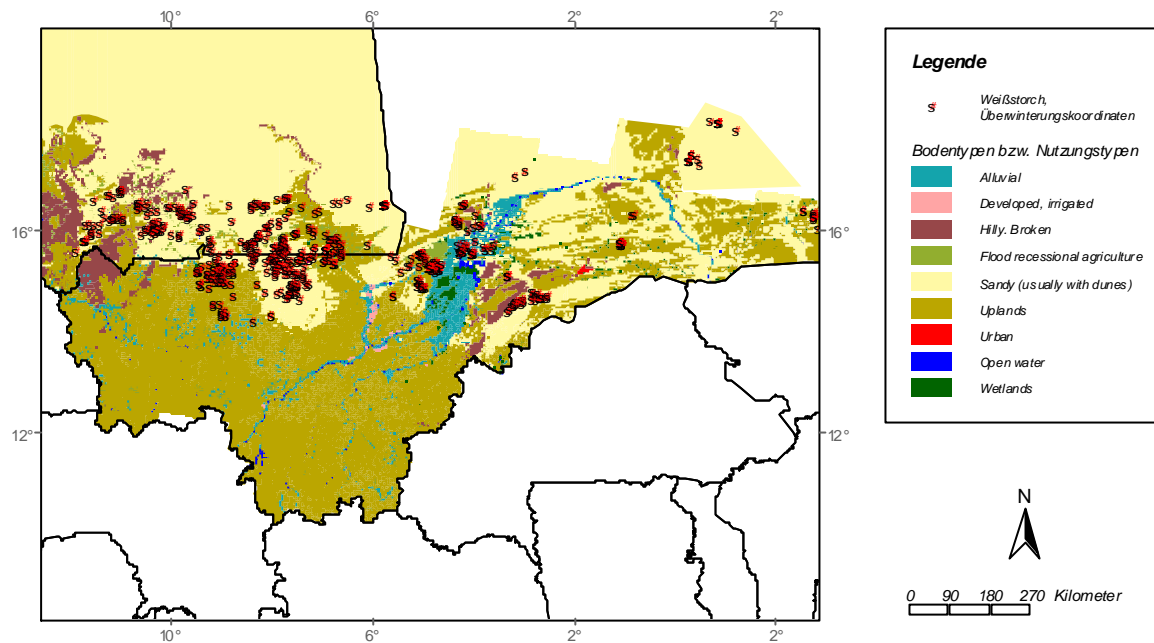 10° 6° 2° 2°
16° 16°
12° 12°
10° 6° 2° 2°
Legende
Weißstorch,
Überwinterungskoordinaten
Bodentypen bzw. Nutzungstypen
Alluvial
Developed, irrigated
Hilly. Broken
Flood recessional agriculture
Sandy (usually with dunes)
Uplands
Urban
Open water
Wetlands
N
0 90 180 270 Kilometer